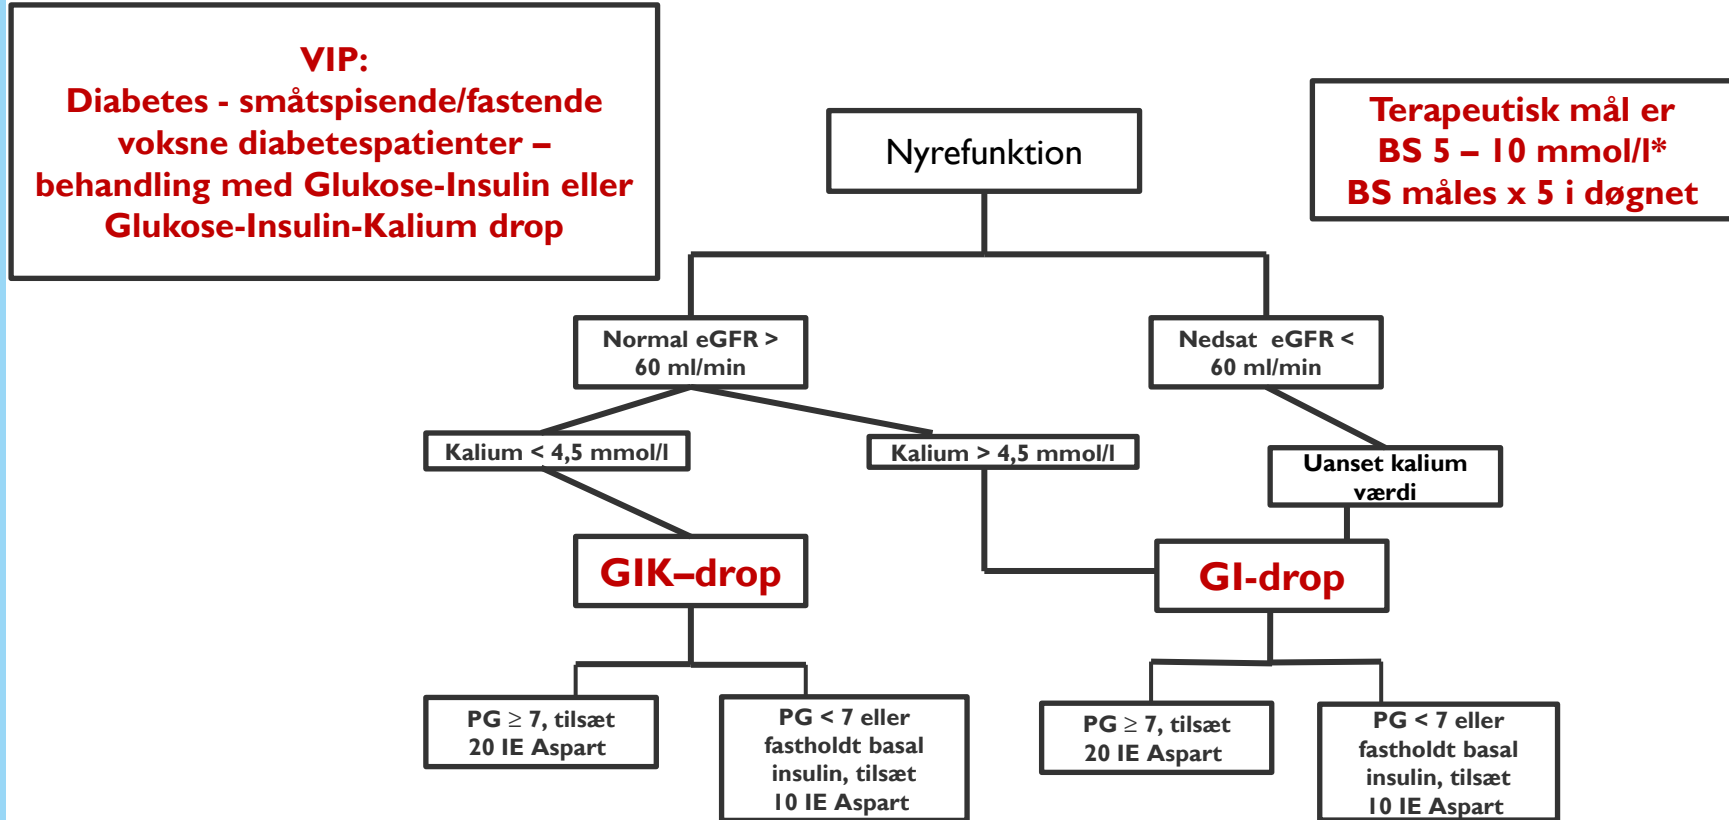 VIP:
Diabetes - småtspisende/fastende
voksne diabetespatienter –
behandling med Glukose-Insulin eller
Glukose-Insulin-Kalium drop
Nyrefunktion
Terapeutisk mål er
BS 5 – 10 mmol/l*
BS måles x 5 i døgnet
Normal eGFR >
60 ml/min
Nedsat eGFR <
60 ml/min
Kalium < 4,5 mmol/l
Kalium > 4,5 mmol/l
Uanset kalium
værdi
GIK–drop
GI-drop
PG ≥ 7, tilsæt
20 IE Aspart
PG < 7 eller
fastholdt basal
insulin, tilsæt
10 IE Aspart
PG ≥ 7, tilsæt
20 IE Aspart
PG < 7 eller
fastholdt basal
insulin, tilsæt
10 IE Aspart